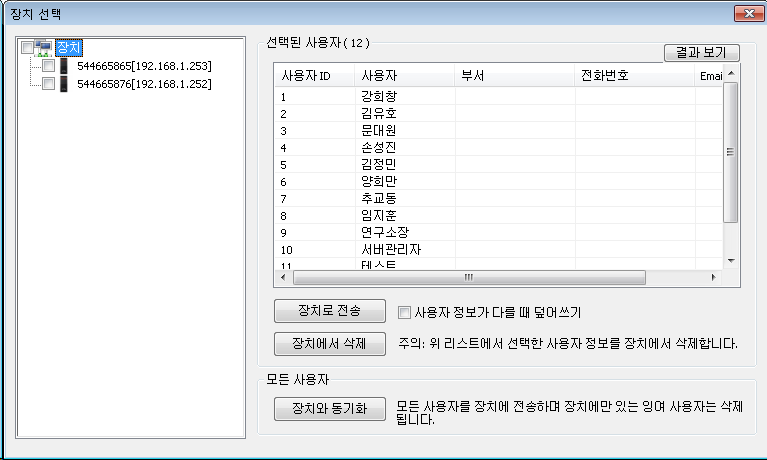 장치 선택
장치
544665865[192.168.1.253]
544665876[192.168.1.252]
선택된 사용자 ( 12 )
결과 보기
사용자 ID 사용자 부서 전화번호 Emai
1 강희창
2 김유호
3 문대원
4 손성진
5 김정민
6 양희만
7 추교동
8 임지훈
9 연구소장
10 서버관리자
11 테스트
장치로 전송
사용자 정보가 다를 때 덮어쓰기
장치에서 삭제
주의: 위 리스트에서 선택한 사용자 정보를 장치에서 삭제합니다.
모든 사용자
장치와 동기화
모든 사용자를 장치에 전송하며 장치에만 있는 잉여 사용자는 삭제
됩니다.